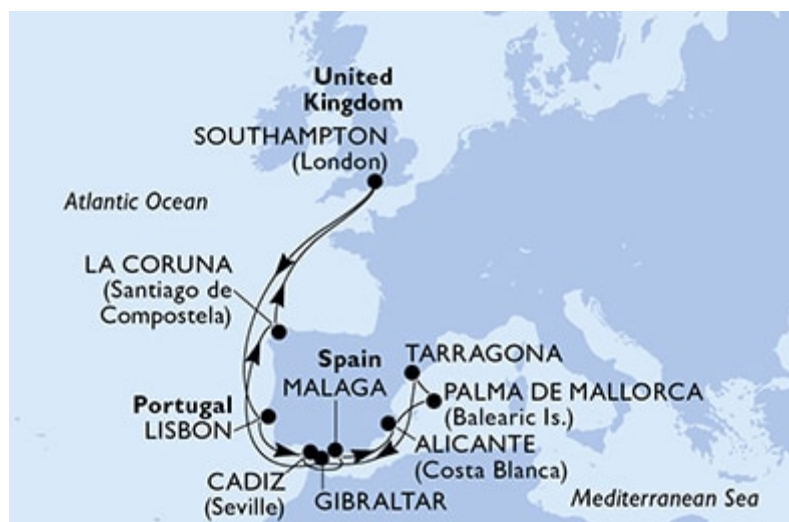 United
Kingdom
SOUTHAMPTON
(London)
Atlantic Ocean
LA CORUNA
(Santiago de
Compostela)
Spain
MALAGA
TARRAGONA
PALMA DE MALLORCA
(Balearic Is.)
Portugal
LISBON
ALICANTE
(Costa Blanca)
CADIZ
(Seville)
GIBRALTAR
Mediterranean Sea